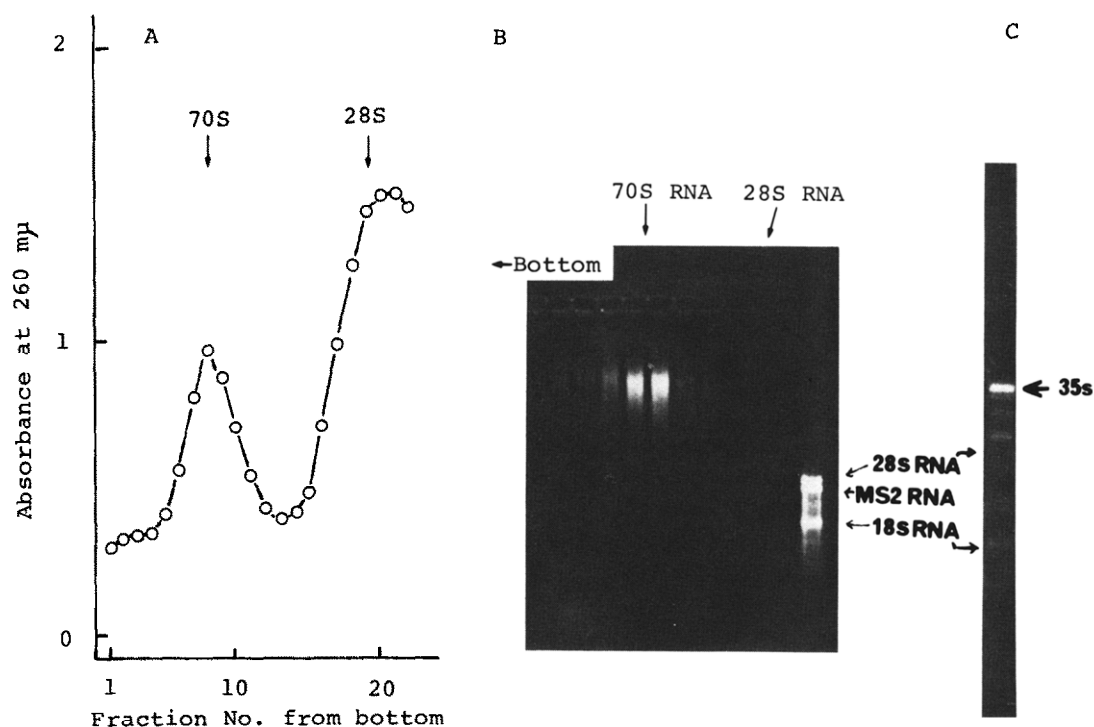 A
B
C
2
1
0
Absorbance at 260 mµ
70S
28S
1
10
20
Fraction No. from bottom
70S RNA
28S RNA
←Bottom
28s RNA
MS2 RNA
18s RNA
35s